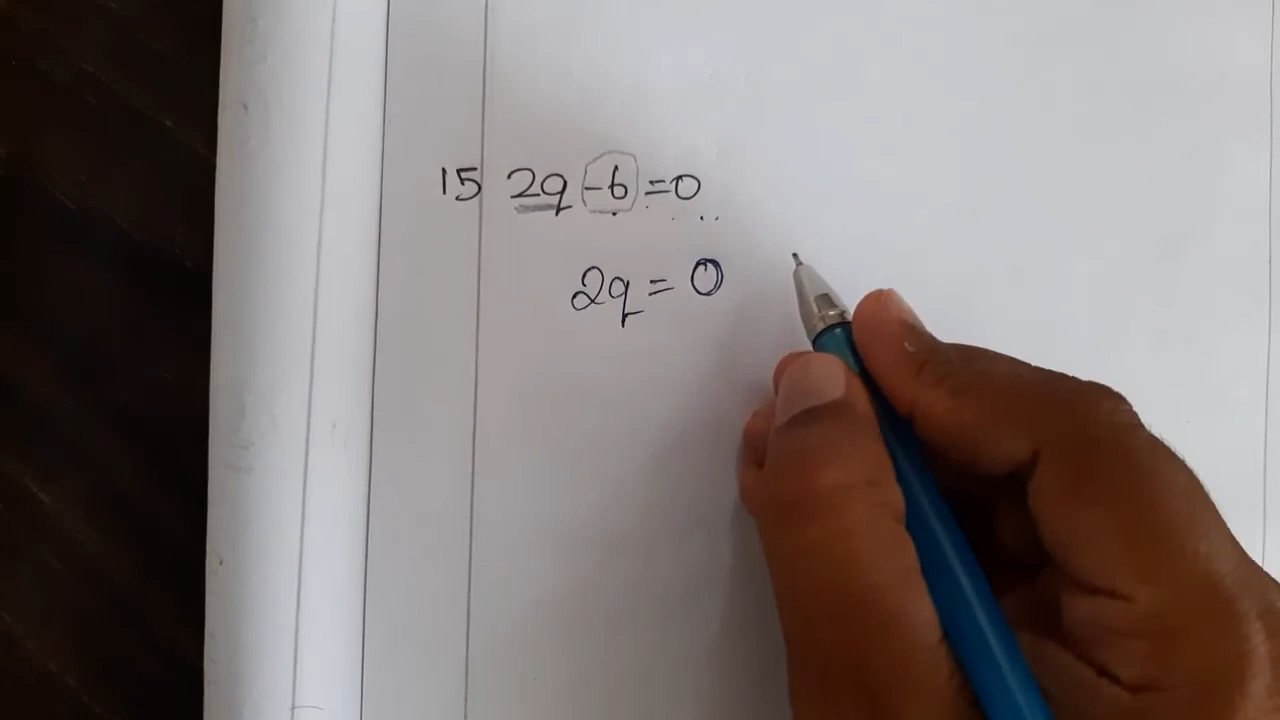 15 2q -6 =0
2q = 0